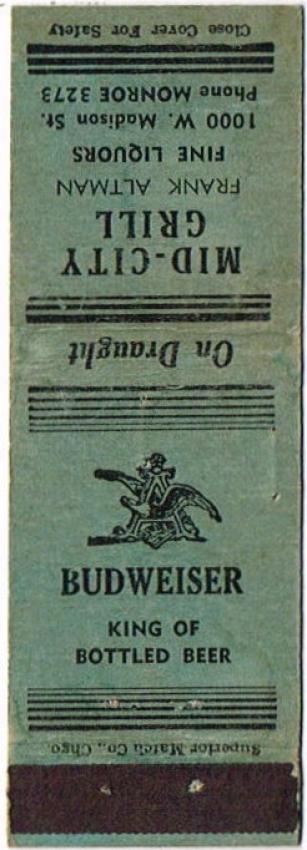 Close Cover For Safety
MID-CITY
GRILL
FRANK ALTMAN
FINE LIQUORS
1000 W. Madison St.
Phone MONROE 3273
On Draught
BUDWEISER
KING OF
BOTTLED BEER
Superior Match Co., Chgo.